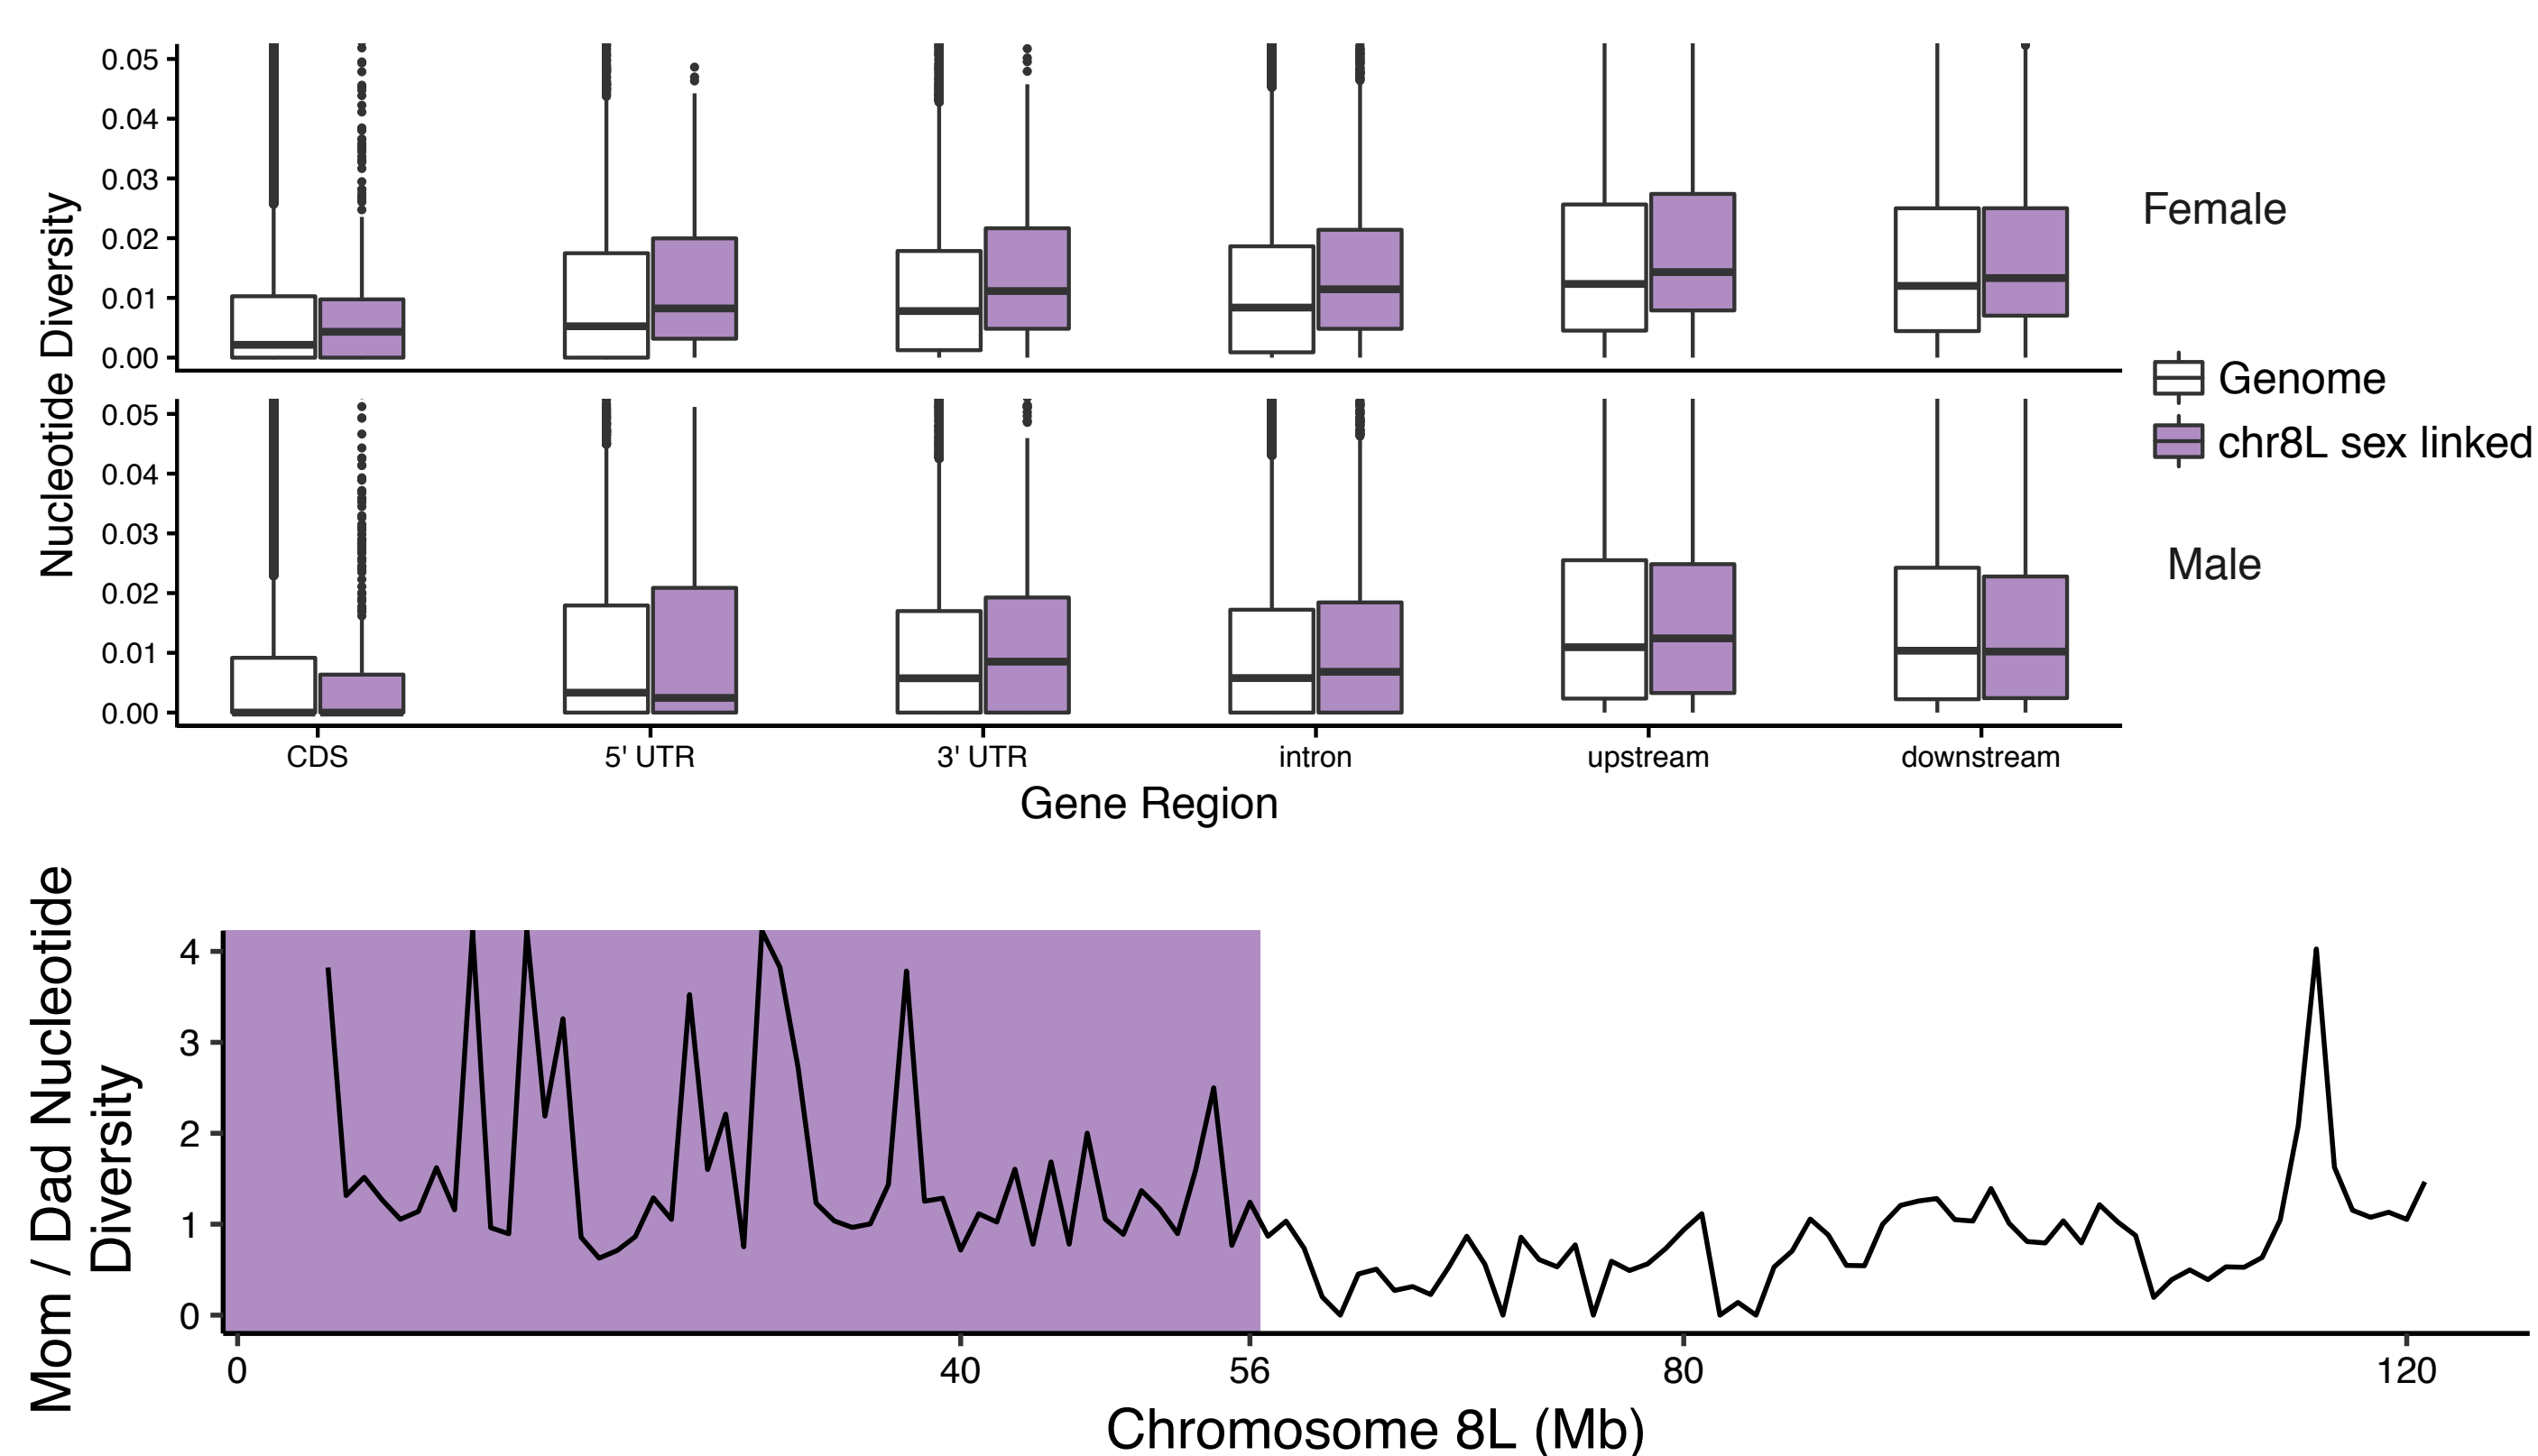 Nucleotide Diversity
0.05
0.04
0.03
0.02
0.01
0.00
Female
0.05
0.04
0.03
0.02
0.01
0.00
Male
Genome
chr8L sex linked
CDS
5' UTR
3' UTR
intron
upstream
downstream
Gene Region
Mom / Dad Nucleotide
Diversity
4
3
2
1
0
0
40
56
80
120
Chromosome 8L (Mb)